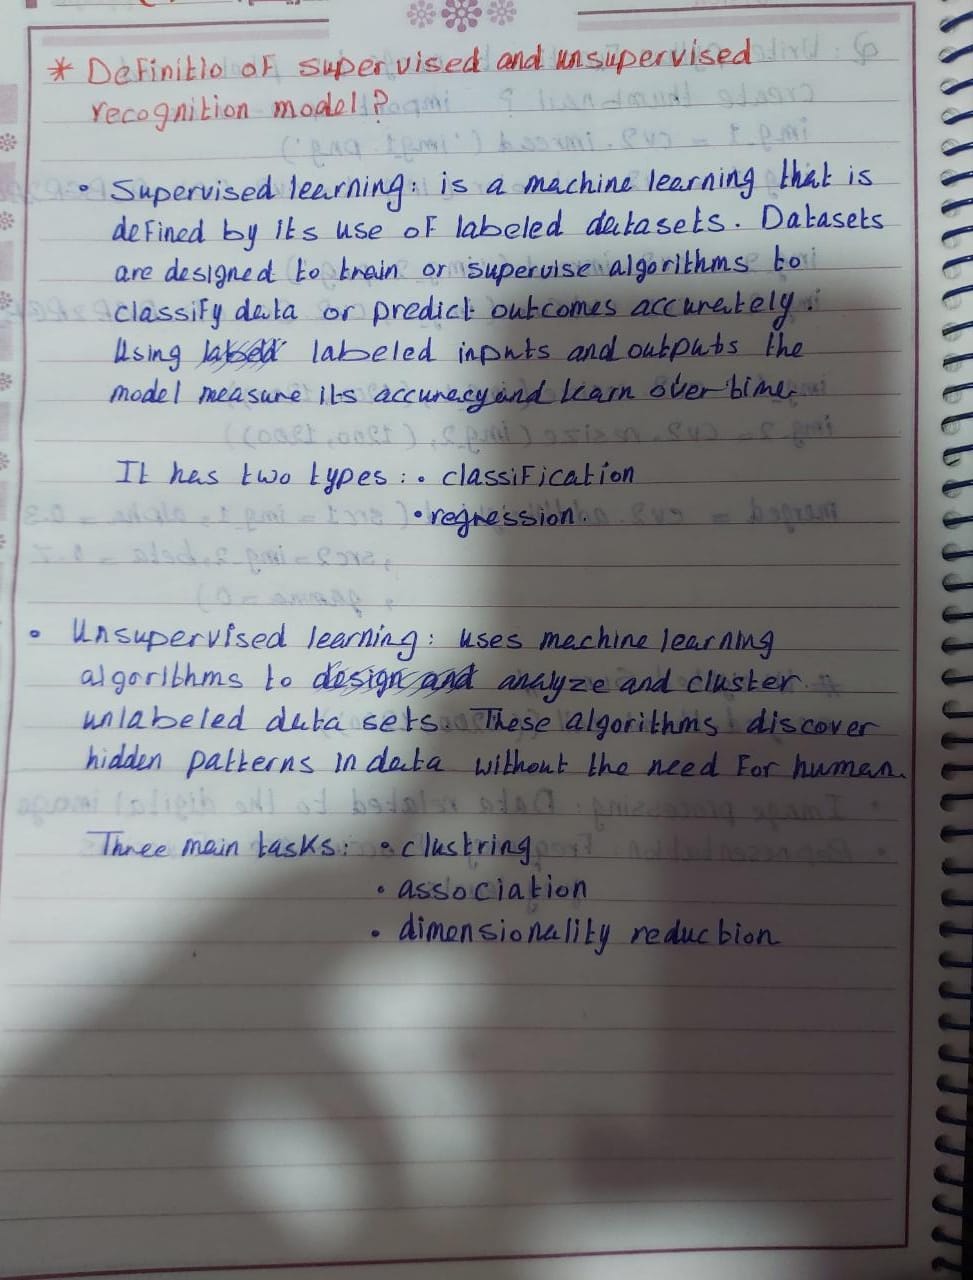 * Definitio of supervised and unsupervised
recognition model?
• Supervised learning: is a machine learning that is
defined by its use of labeled datasets. Datasets
are designed to train or supervise algorithms to
classify data or predict outcomes accurately.
Using labeled inputs and outputs the
model measure its accuracy and learn over time.
It has two types: • classification
• regression.
• Unsupervised learning: uses machine learning
algorithms to design and analyze and cluster
unlabeled data sets. These algorithms discover
hidden patterns in data without the need for human.
Three main tasks: • clustring
• association
• dimensionality reduction